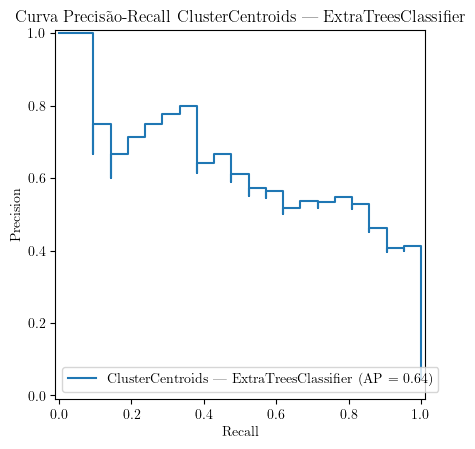 Curva Precisão-Recall ClusterCentroids — ExtraTreesClassifier
1.0
0.8
0.6
0.4
0.2
0.0
Precision
ClusterCentroids — ExtraTreesClassifier (AP = 0.64)
0.0 0.2 0.4 0.6 0.8 1.0
Recall